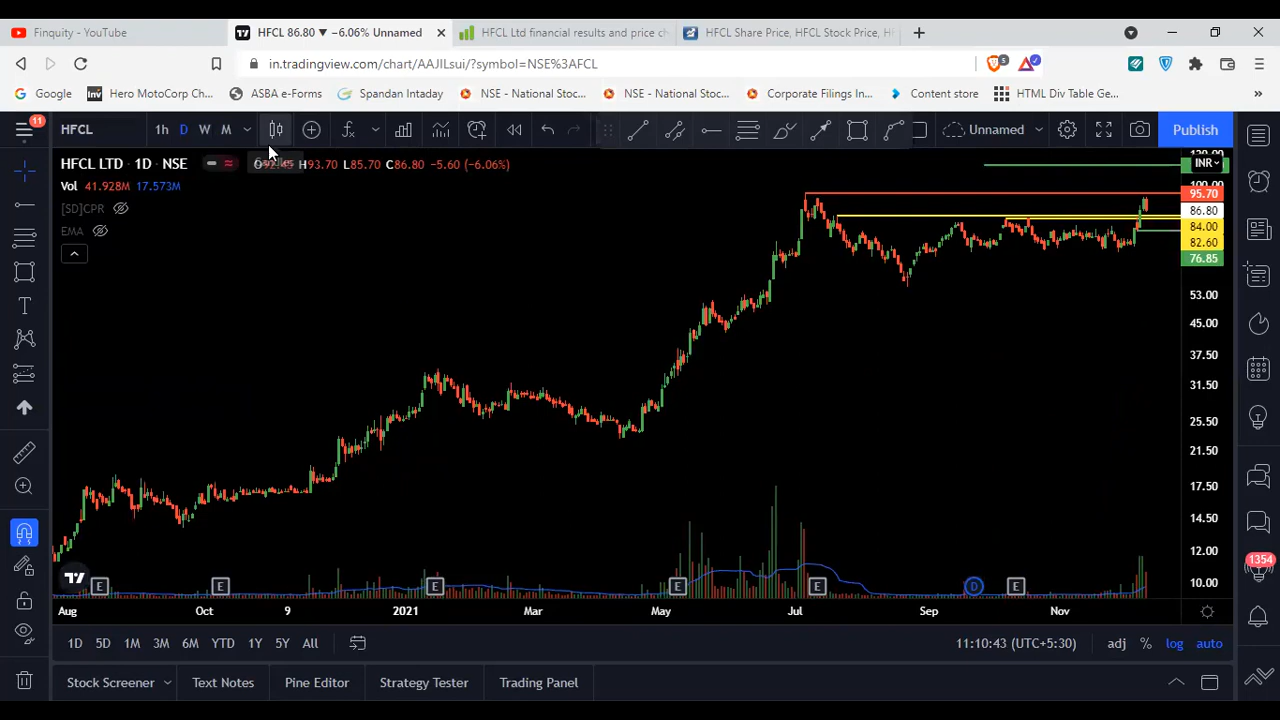 Finquity - YouTube
HFCL 86.80 ▼ −6.06% Unnamed
HFCL Ltd financial results and price ch
HFCL Share Price, HFCL Stock Price, H
in.tradingview.com/chart/AAJILsui/?symbol=NSE%3AFCL
Google
Hero MotoCorp Ch...
ASBA e-Forms
Spandan Intaday
NSE - National Stoc...
NSE - National Stoc...
Corporate Filings In...
Content store
HTML Div Table Ge...
»
11
HFCL
1h
D
W
M
Unnamed
Publish
HFCL LTD · 1D · NSE
H93.70 L85.70 C86.80 −5.60 (−6.06%)
Vol 41.928M 17.573M
[SD]CPR
EMA
INR
95.70
86.80
84.00
82.60
76.85
53.00
45.00
37.50
31.50
25.50
21.50
17.50
14.50
12.00
10.00
E
E
E
E
E
D
E
Aug
Oct
9
2021
Mar
May
Jul
Sep
Nov
1354
1D
5D
1M
3M
6M
YTD
1Y
5Y
All
11:10:43 (UTC+5:30)
adj
%
log
auto
Stock Screener
Text Notes
Pine Editor
Strategy Tester
Trading Panel